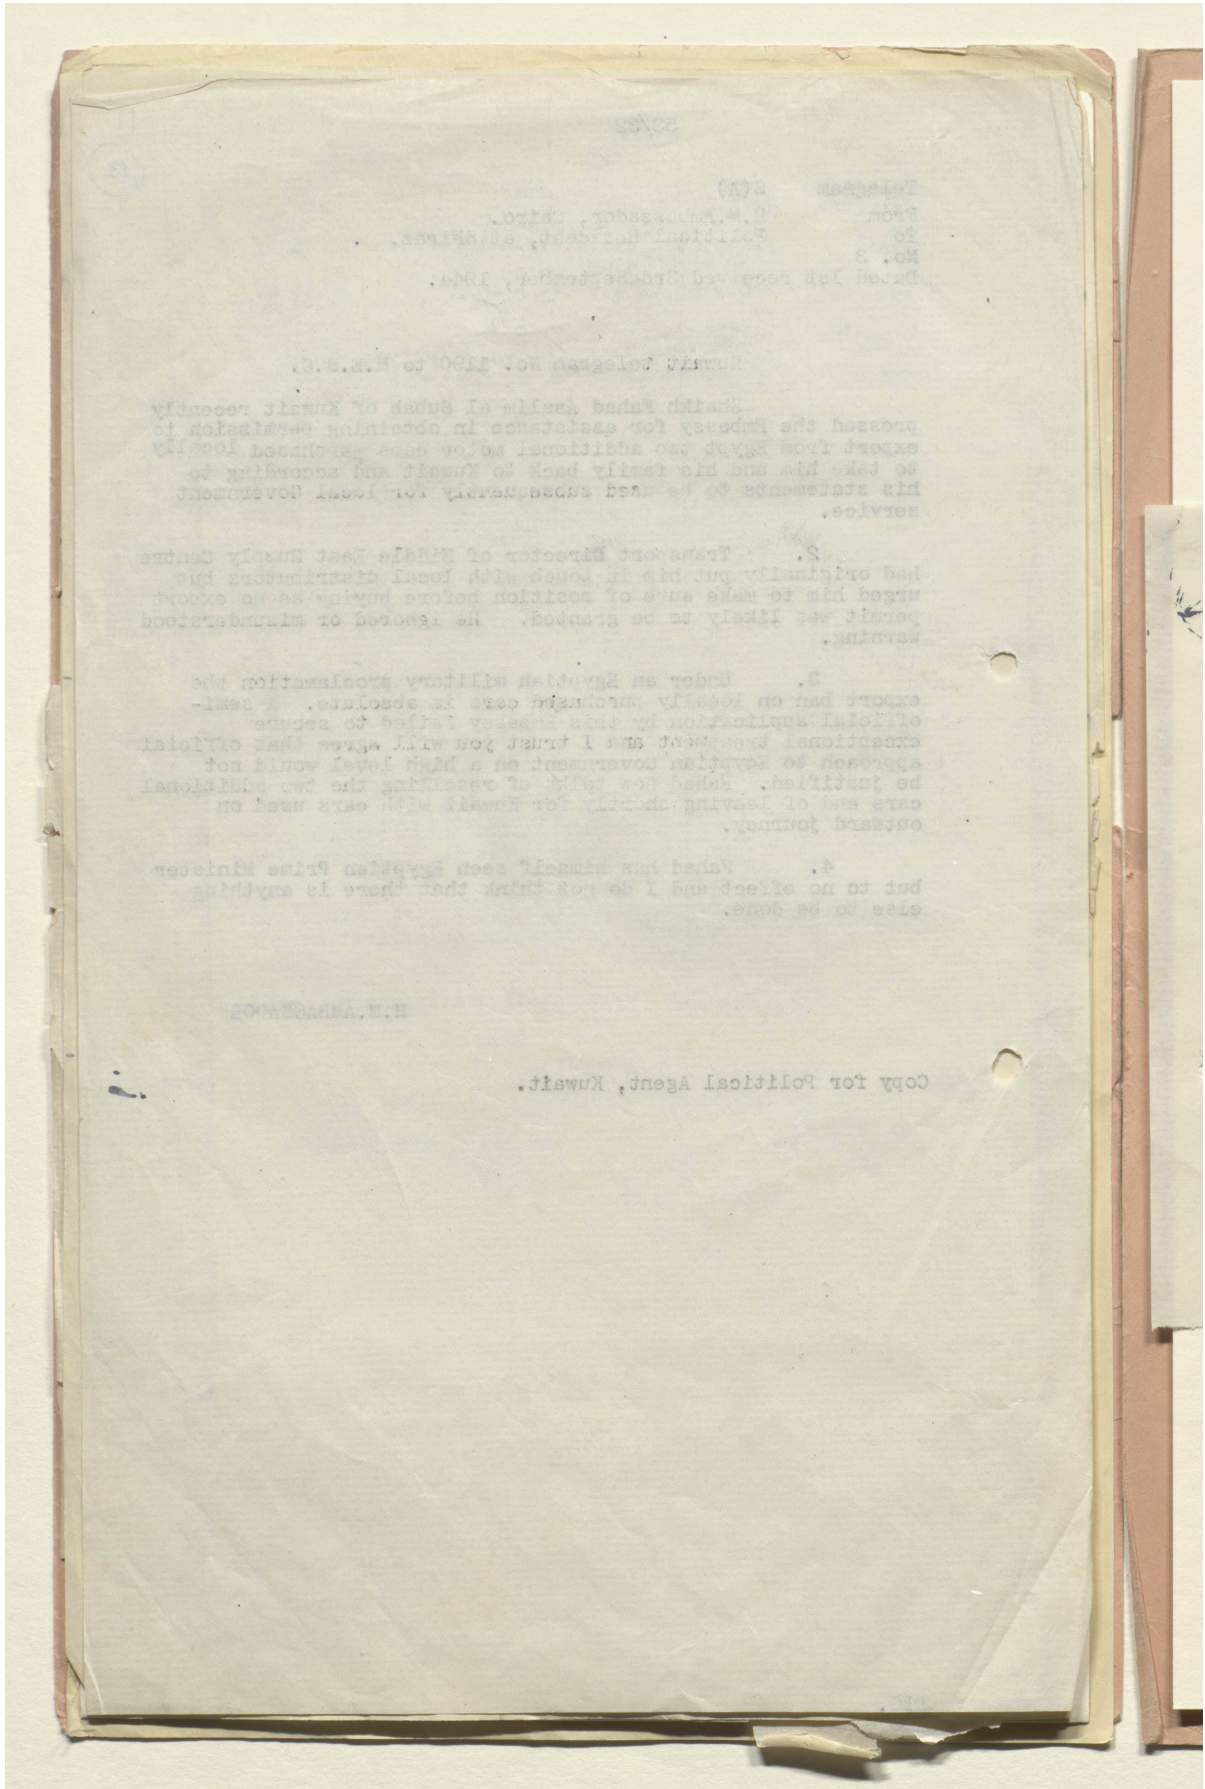 53/32
Telegram S(A)
From H.M.Ambassador, Cairo.
To Political Resident, at Shiraz.
No. 3
Dated 1st received 3rd September, 1944.
Kuwait telegram No. 1190 to M.E.S.C.
Shaikh Fahad Asalim al Subah of Kuwait recently
pressed the Embassy for assistance in obtaining permission to
export from Egypt two additional motor cars purchased locally
to take him and his family back to Kuwait and according to
his statements to be used subsequently for local Government
service.
2. Transport Director of Middle East Supply Centre
had originally put him in touch with local distributors but
urged him to make sure of position before buying as no export
permit was likely to be granted. He ignored or misunderstood
warning.
3. Under an Egyptian military proclamation the
export ban on locally purchased cars is absolute. A semi-
official application by this Embassy failed to secure
exceptional treatment and I trust you will agree that official
approach to Egyptian Government on a high level would not
be justified. Fahad now talks of reselling the two additional
cars and of leaving shortly for Kuwait with cars used on
outward journey.
4. Fahad has himself seen Egyptian Prime Minister
but to no effect and I do not think that there is anything
else to be done.
H.M.AMBASSADOR
Copy for Political Agent, Kuwait.